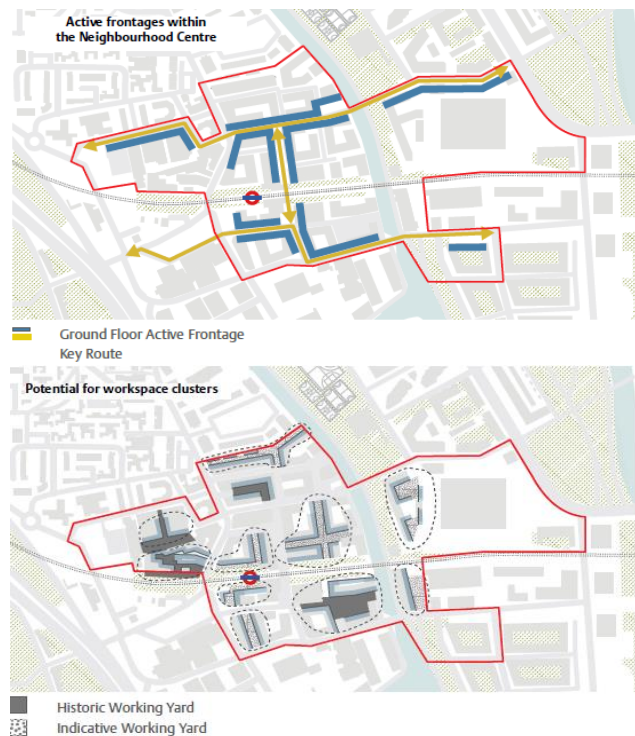 Active frontages within
the Neighbourhood Centre
Ground Floor Active Frontage
Key Route
Potential for workspace clusters
Historic Working Yard
Indicative Working Yard